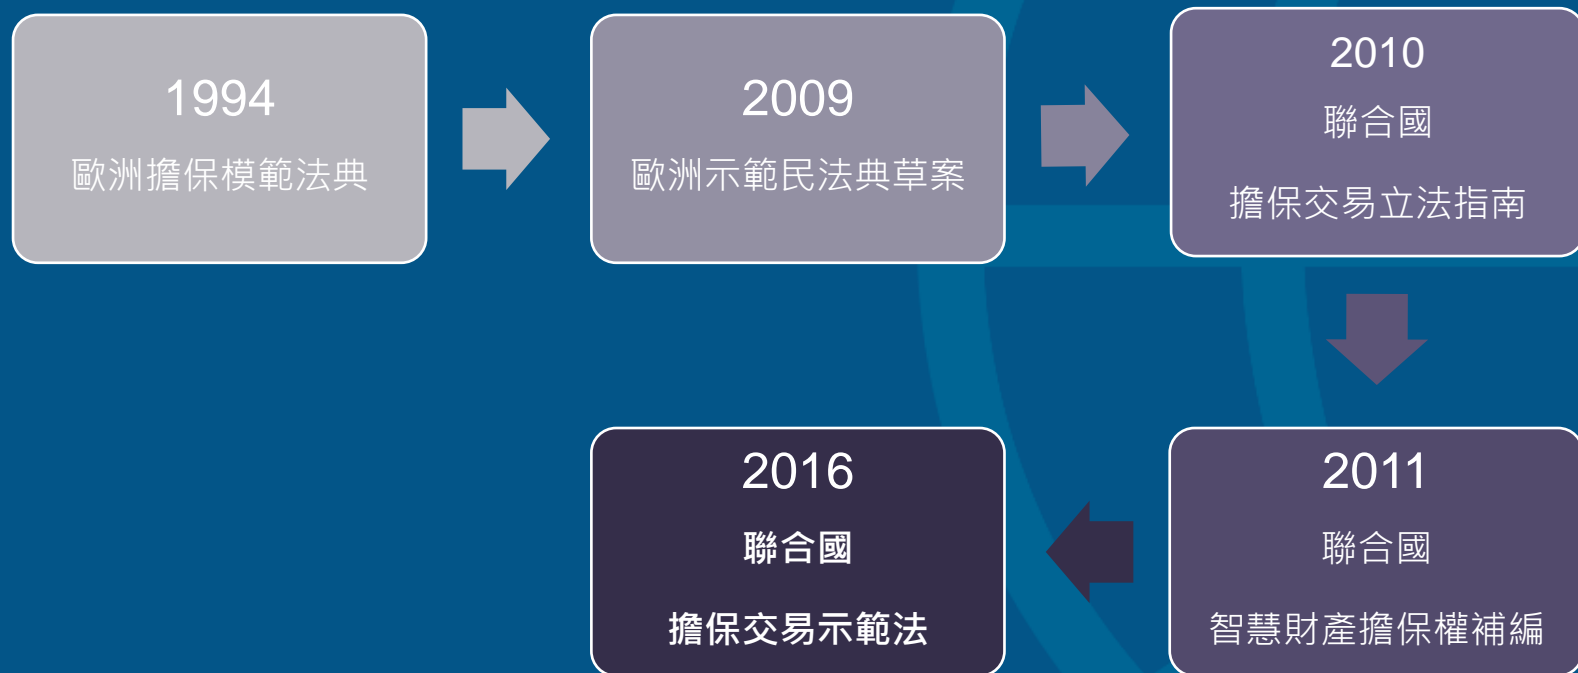 1994
歐洲擔保模範法典
2009
歐洲示範民法典草案
2010
聯合國
擔保交易立法指南
2011
聯合國
智慧財產擔保權補編
2016
聯合國
擔保交易示範法